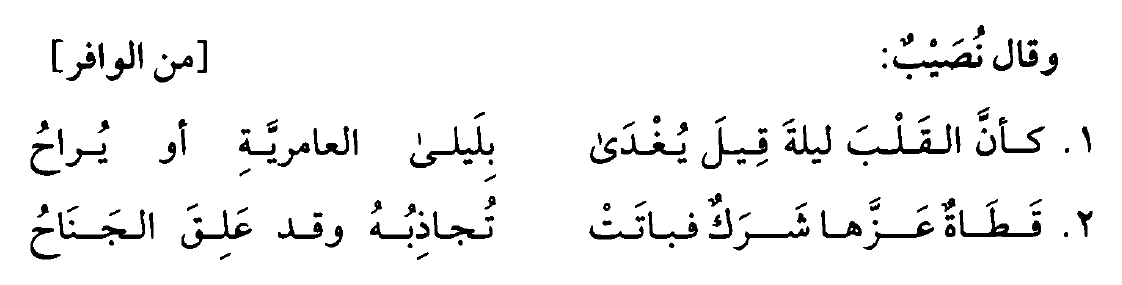 وقال نُصَيْبٌ: [من الوافر]
١. كأنَّ القَلْبَ ليلةَ قِيلَ يُغْدَىٰ بِلَيلىٰ العامريَّةِ أو يُراحُ
٢. قَطَاةٌ عَزَّها شَرَكٌ فباتَتْ تُجاذِبُهُ وقد عَلِقَ الجَنَاحُ